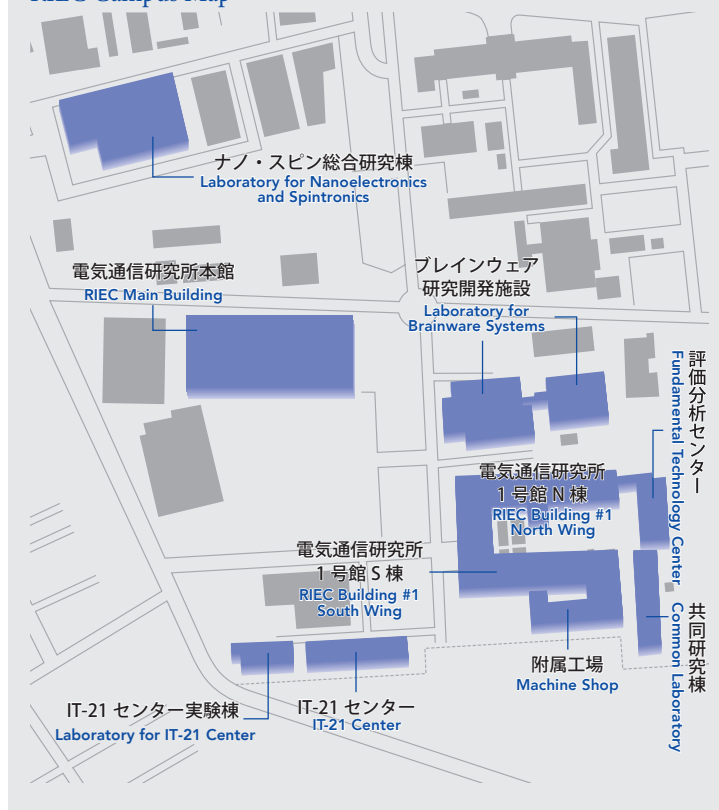 RIEC Campus Map
ナノ・スピン総合研究棟
Laboratory for Nanoelectronics
and Spintronics
電気通信研究所本館
RIEC Main Building
ブレインウェア
研究開発施設
Laboratory for
Brainware Systems
評価分析センター
Fundamental Technology Center
電気通信研究所
1 号館 N 棟
RIEC Building #1
North Wing
電気通信研究所
1 号館 S 棟
RIEC Building #1
South Wing
共同研究棟
Common Laboratory
附属工場
Machine Shop
IT-21 センター
IT-21 Center
IT-21 センター実験棟
Laboratory for IT-21 Center